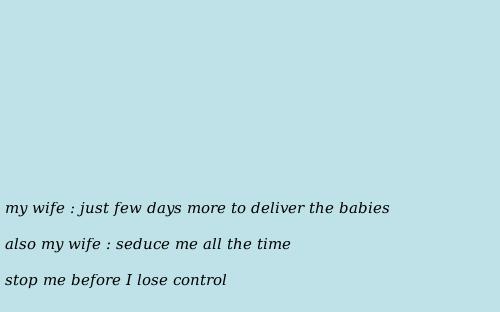 my wife : just few days more to deliver the babies
also my wife : seduce me all the time
stop me before I lose control